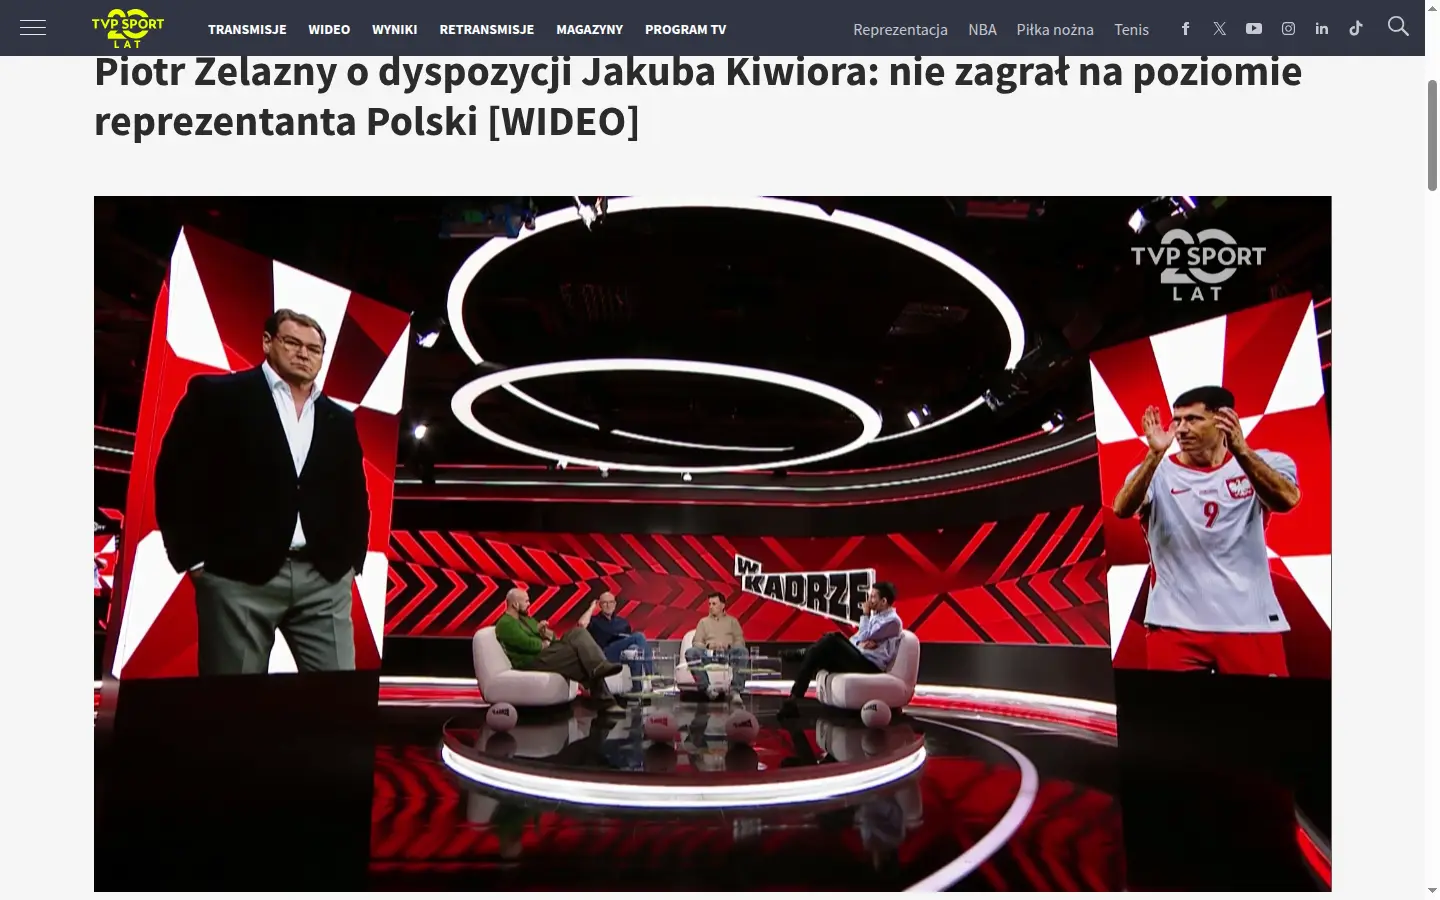 TVP SPORT
20
LAT
TRANSMISJE
WIDEO
WYNIKI
RETRANSMISJE
MAGAZYNY
PROGRAM TV
Reprezentacja
NBA
Piłka nożna
Tenis
Piotr Żelazny o dyspozycji Jakuba Kiwiora: nie zagrał na poziomie
reprezentanta Polski [WIDEO]
TVP SPORT
20
LAT
9
W
KADRZE